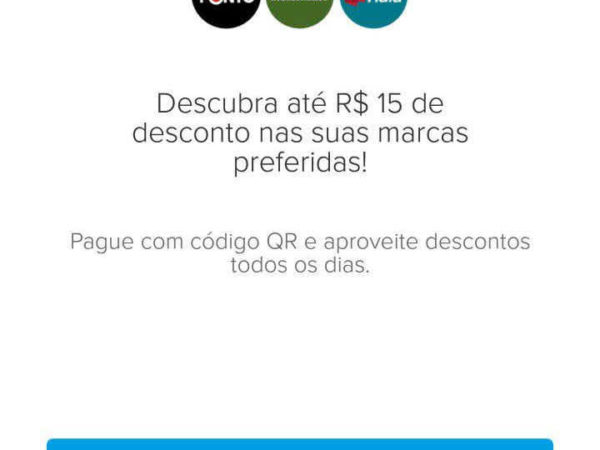 Descubra até R$ 15 de
desconto nas suas marcas
preferidas!
Pague com código QR e aproveite descontos
todos os dias.